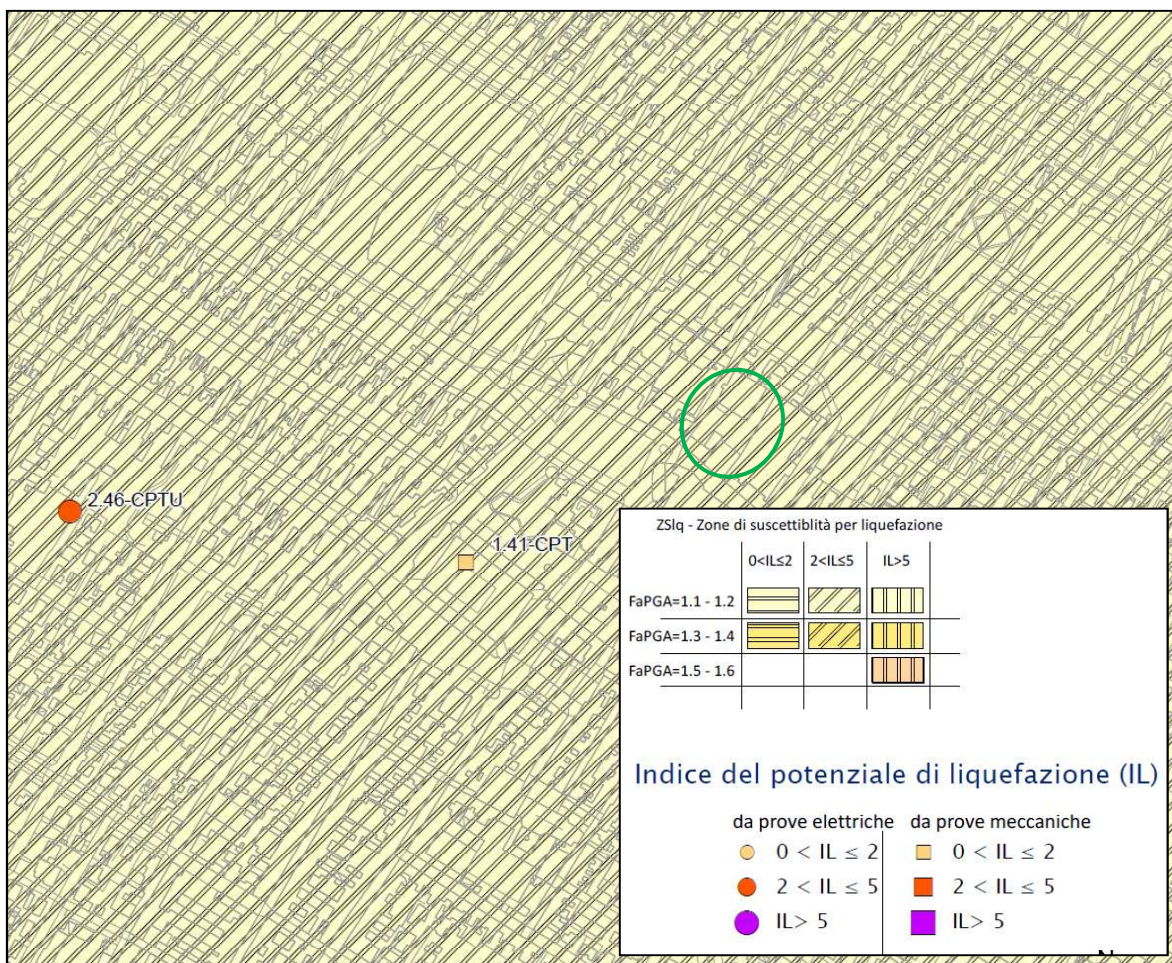 2.46-CPTU
1.41-CPT
ZSlq - Zone di suscettiblità per liquefazione
0<IL≤2 2<IL≤5 IL>5
FaPGA=1.1 - 1.2
FaPGA=1.3 - 1.4
FaPGA=1.5 - 1.6
Indice del potenziale di liquefazione (IL)
da prove elettriche da prove meccaniche
0 < IL ≤ 2 0 < IL ≤ 2
2 < IL ≤ 5 2 < IL ≤ 5
IL> 5 IL> 5